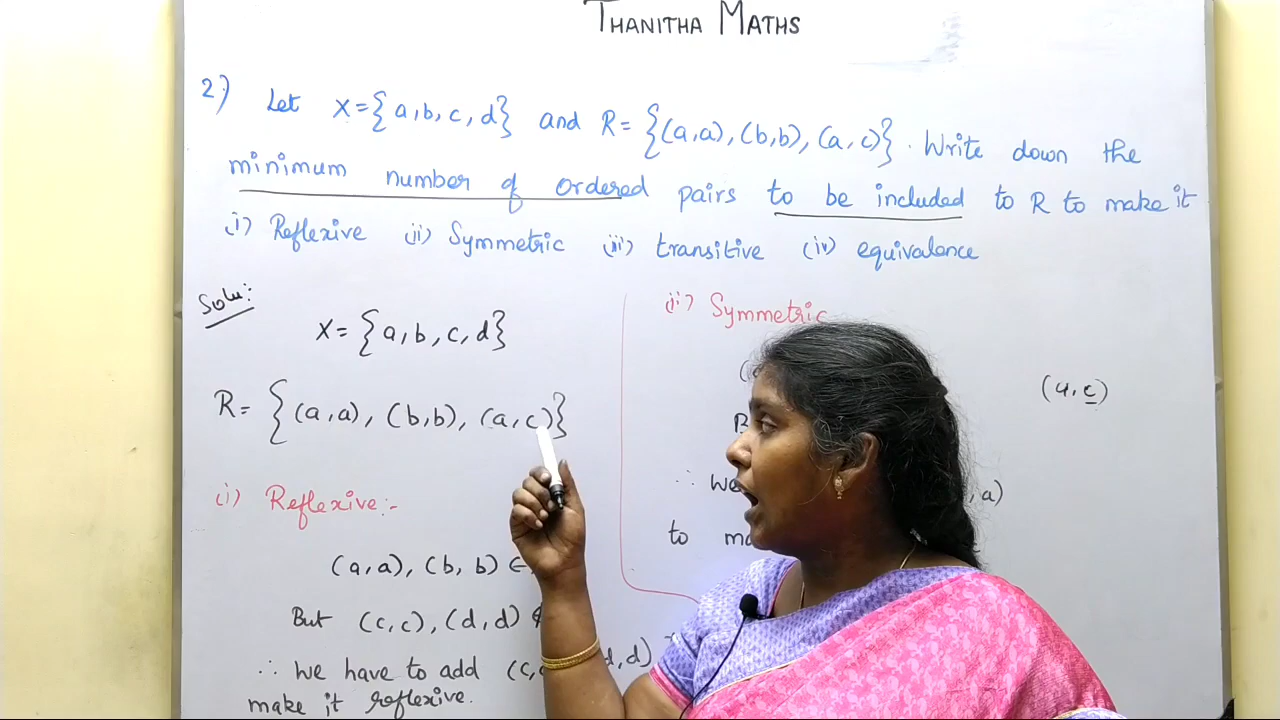 THANITHA MATHS
2) Let X={a,b,c,d} and R={(a,a),(b,b),(a,c)}. Write down the
minimum number of ordered pairs to be included to R to make it
(i) Reflexive (ii) Symmetric (iii) transitive (iv) equivalence
Solu:
X={a,b,c,d}
R={(a,a),(b,b),(a,c)}
(i) Reflexive:-
(a,a),(b,b) ∈
But (c,c),(d,d) ∉
∴ We have to add (c, d,d)
make it reflexive.
(ii) Symmetric
(a,c)
∴ We ,a)
to